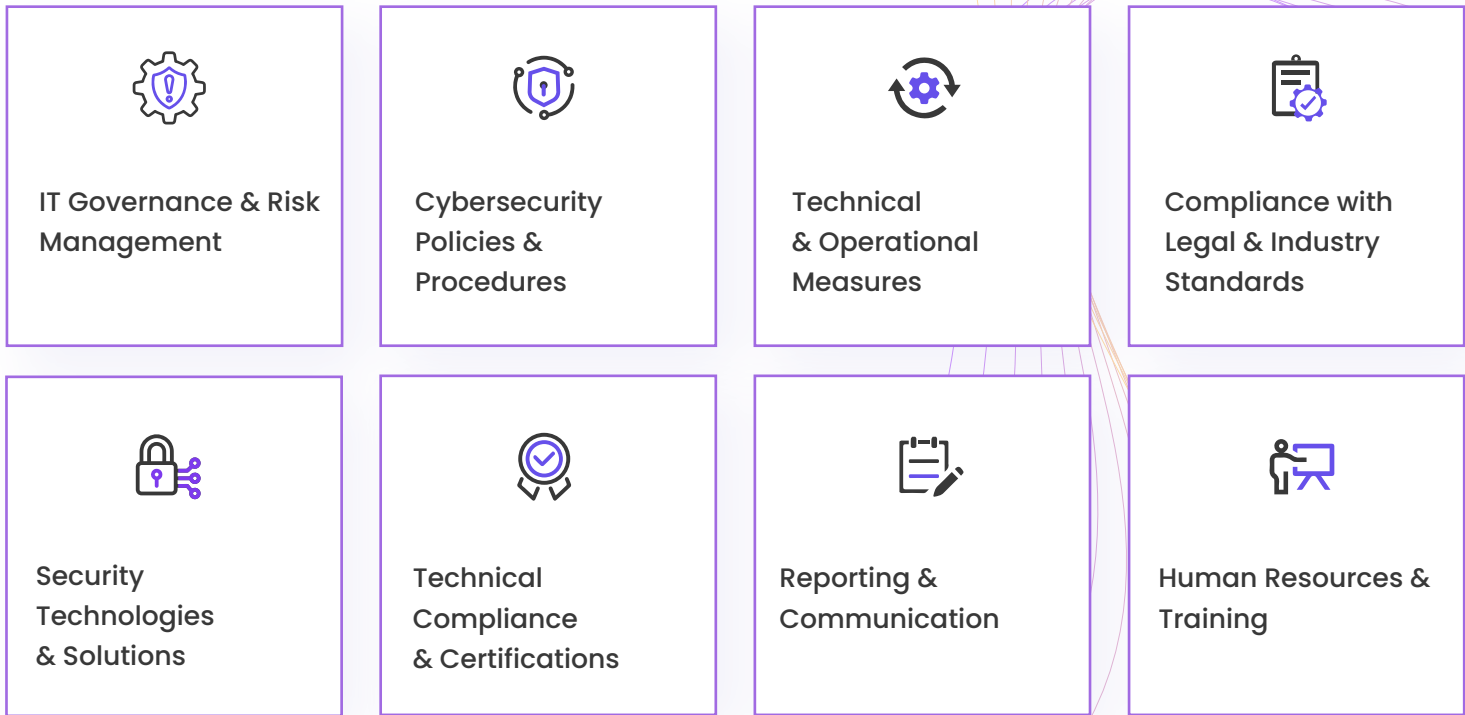 IT Governance & Risk
Management
Cybersecurity
Policies &
Procedures
Technical
& Operational
Measures
Compliance with
Legal & Industry
Standards
Security
Technologies
& Solutions
Technical
Compliance
& Certifications
Reporting &
Communication
Human Resources &
Training